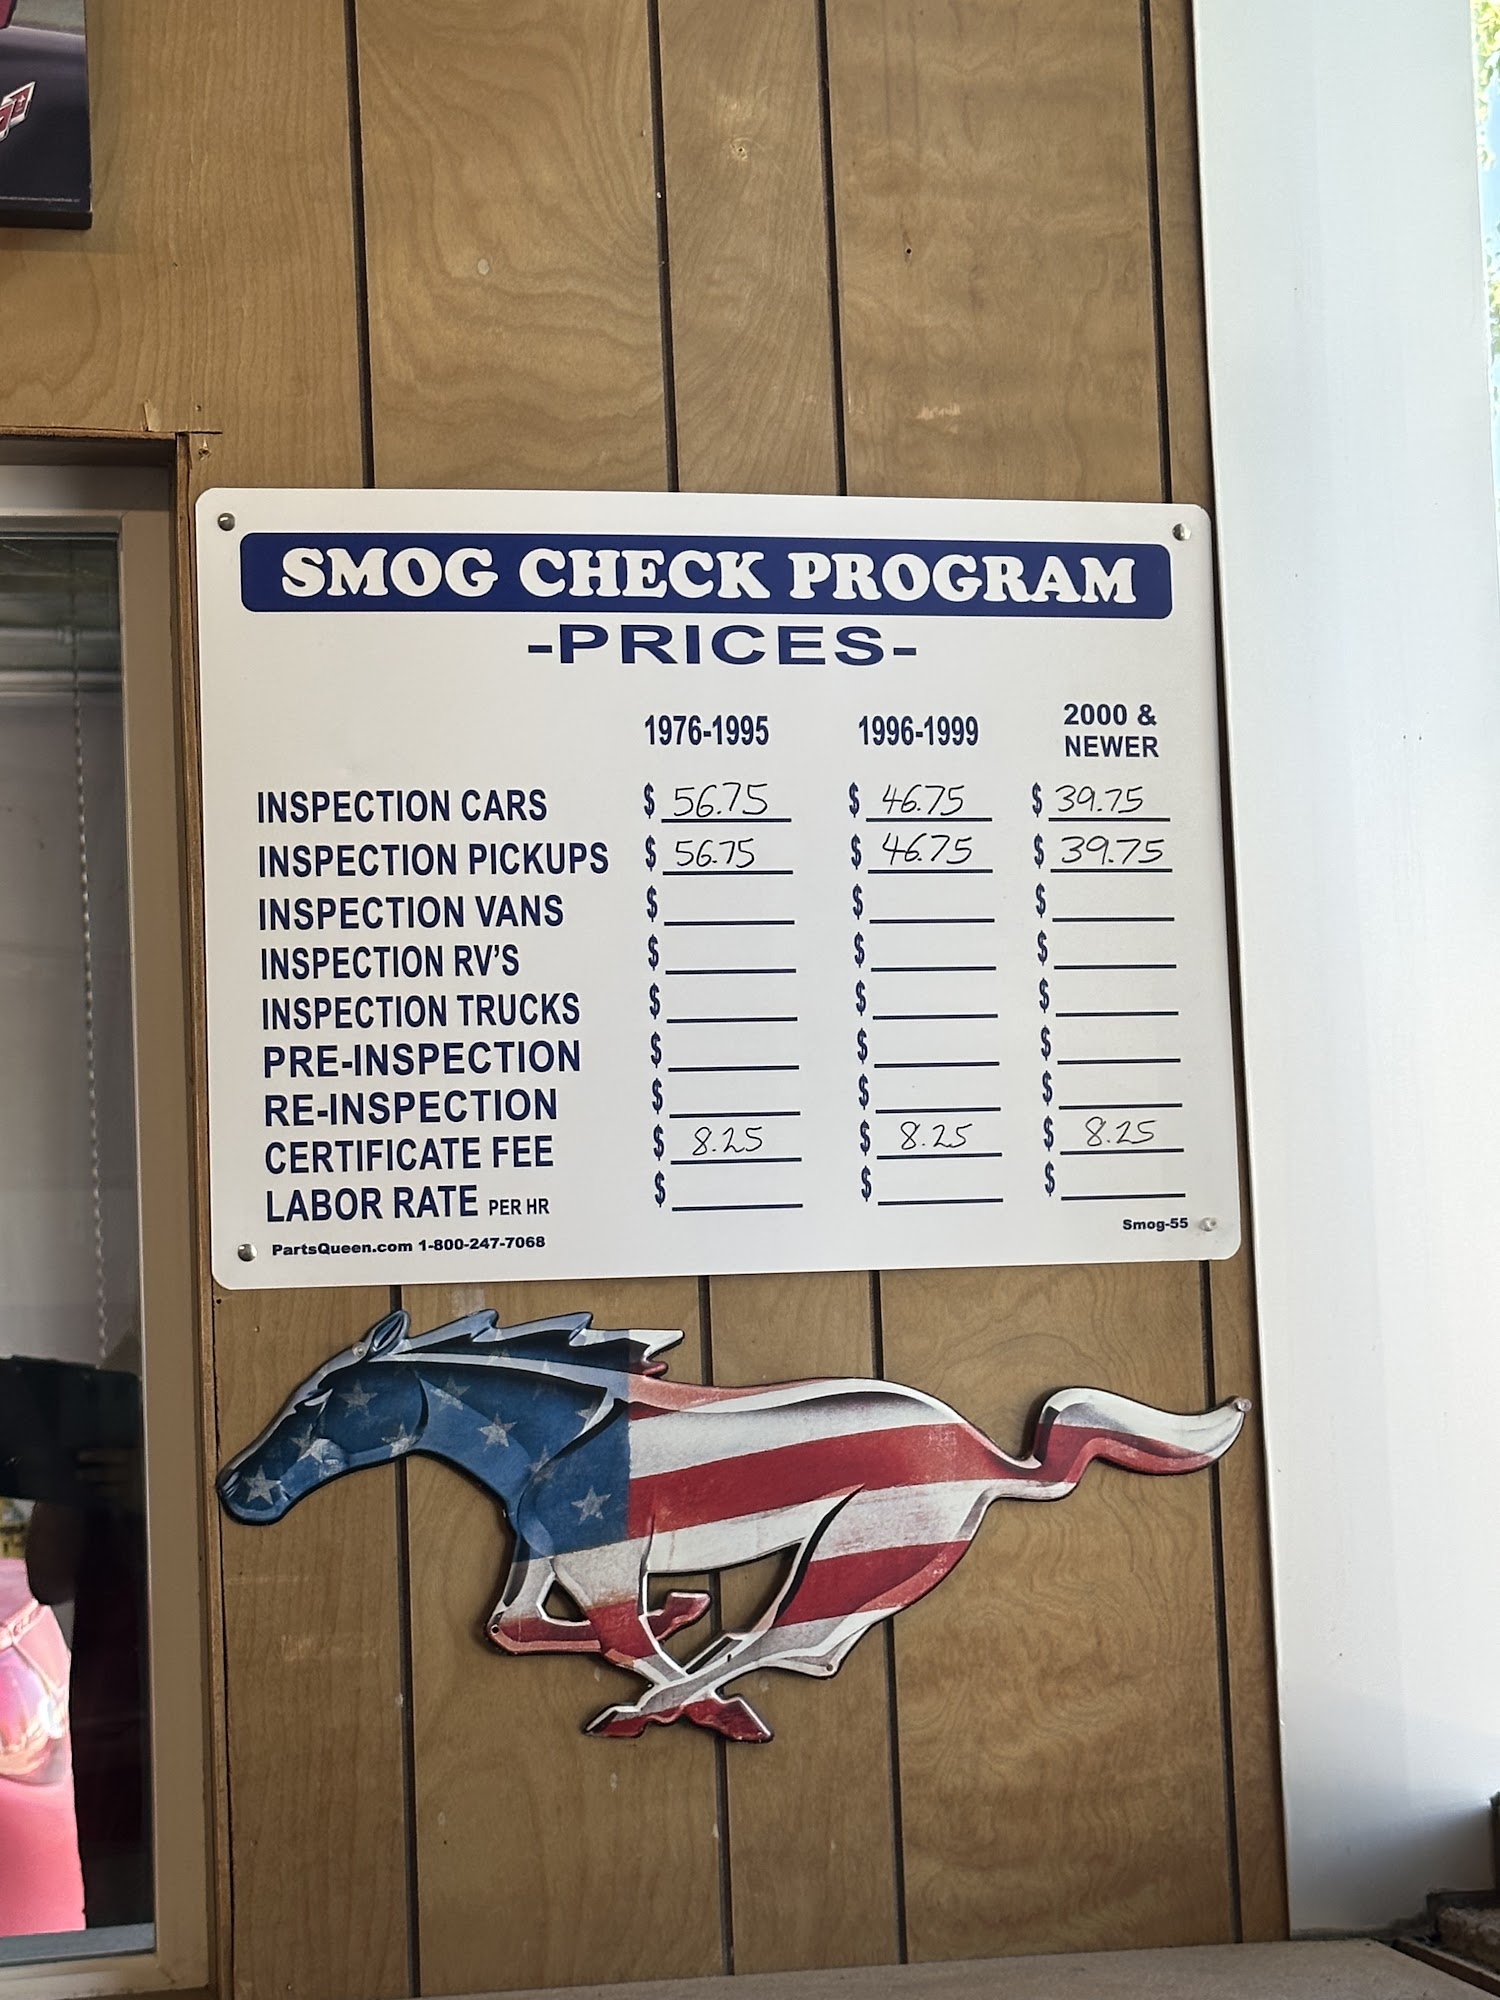 SMOG CHECK PROGRAM
-PRICES-
1976-1995 1996-1999 2000 &
NEWER
INSPECTION CARS $ 56.75 $ 46.75 $ 39.75
INSPECTION PICKUPS $ 56.75 $ 46.75 $ 39.75
INSPECTION VANS $ $ $
INSPECTION RV'S $ $ $
INSPECTION TRUCKS $ $ $
PRE-INSPECTION $ $ $
RE-INSPECTION $ $ $
CERTIFICATE FEE $ 8.25 $ 8.25 $ 8.25
LABOR RATE PER HR $ $ $
PartsQueen.com 1-800-247-7068 Smog-55